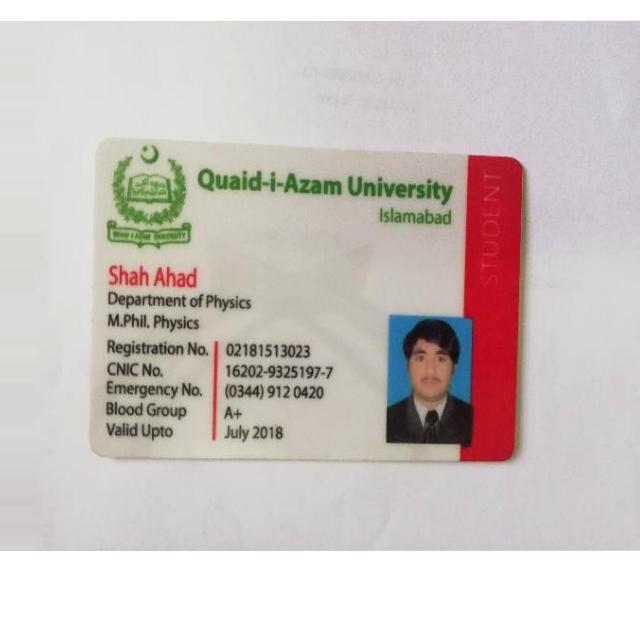 Quaid-i-Azam University
Islamabad
STUDENT
QUAID-I-AZAM UNIVERSITY
Shah Ahad
Department of Physics
M.Phil. Physics
Registration No. 02181513023
CNIC No. 16202-9325197-7
Emergency No. (0344) 912 0420
Blood Group A+
Valid Upto July 2018